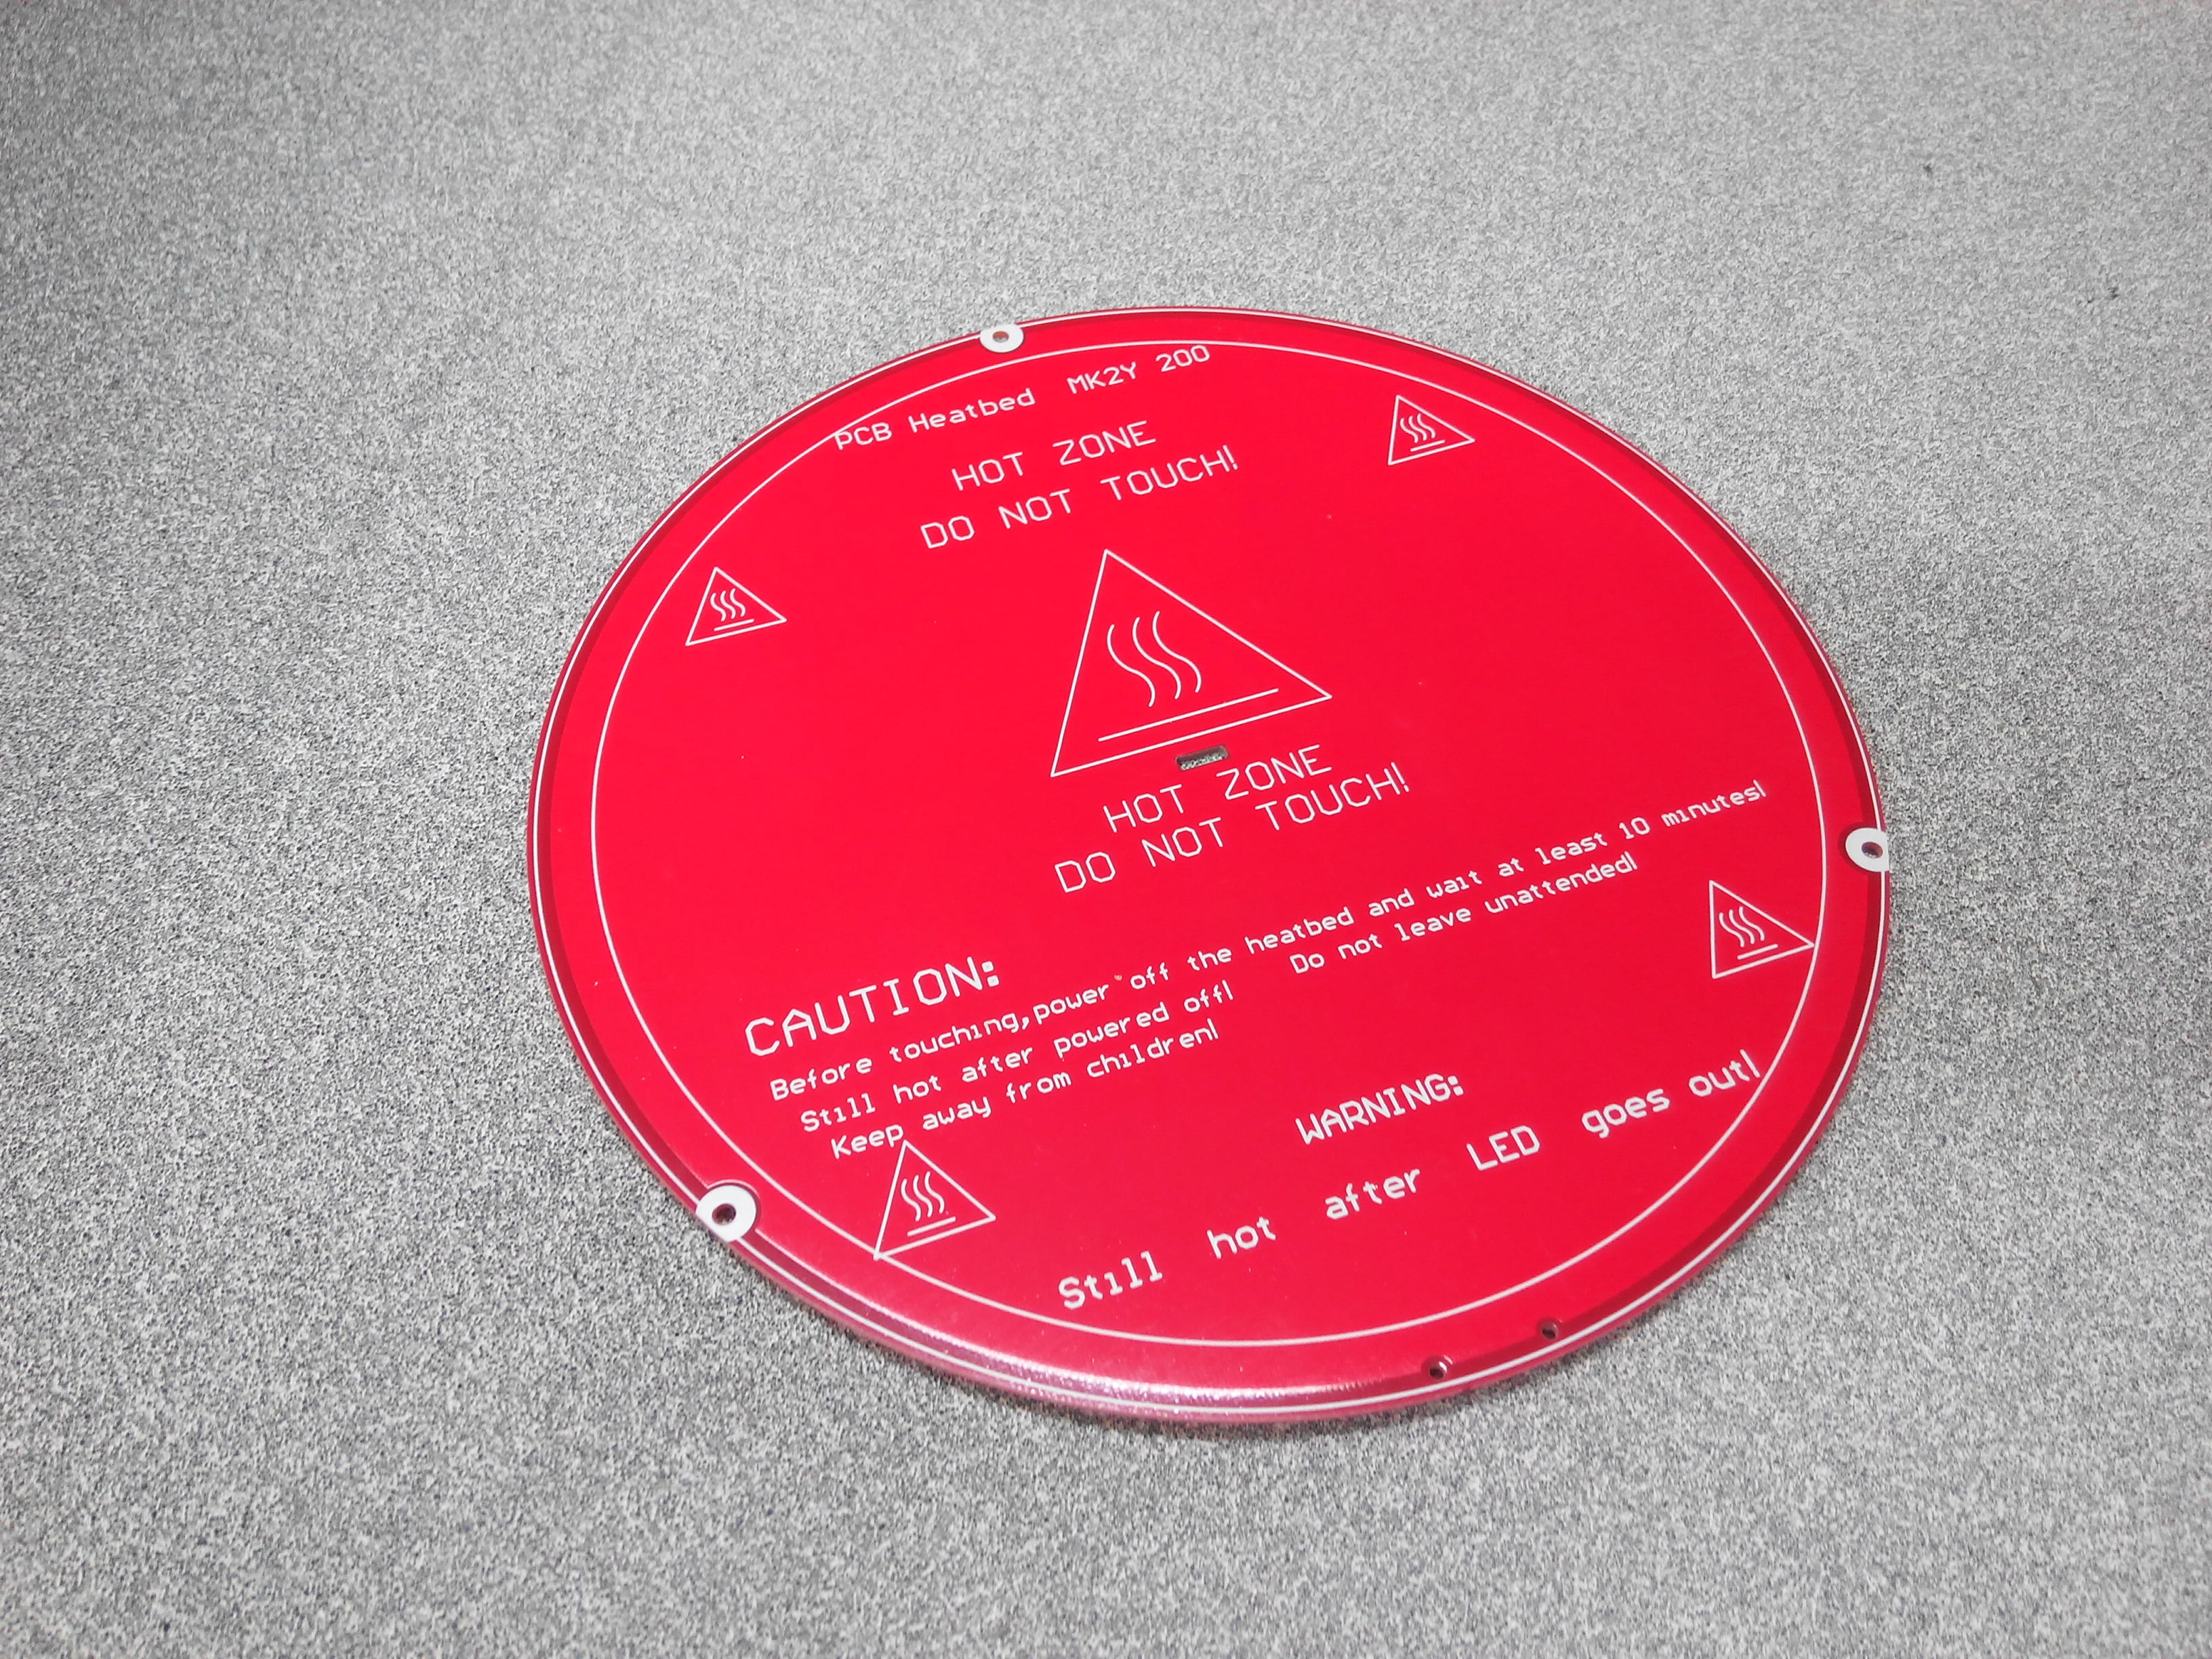 PCB Heatbed MK2Y 200
HOT ZONE
DO NOT TOUCH!
HOT ZONE
DO NOT TOUCH!
CAUTION:
Before touching,power off the heatbed and wait at least 10 minutes!
Still hot after powered off! Do not leave unattended!
Keep away from children!
WARNING:
Still hot after LED goes out!